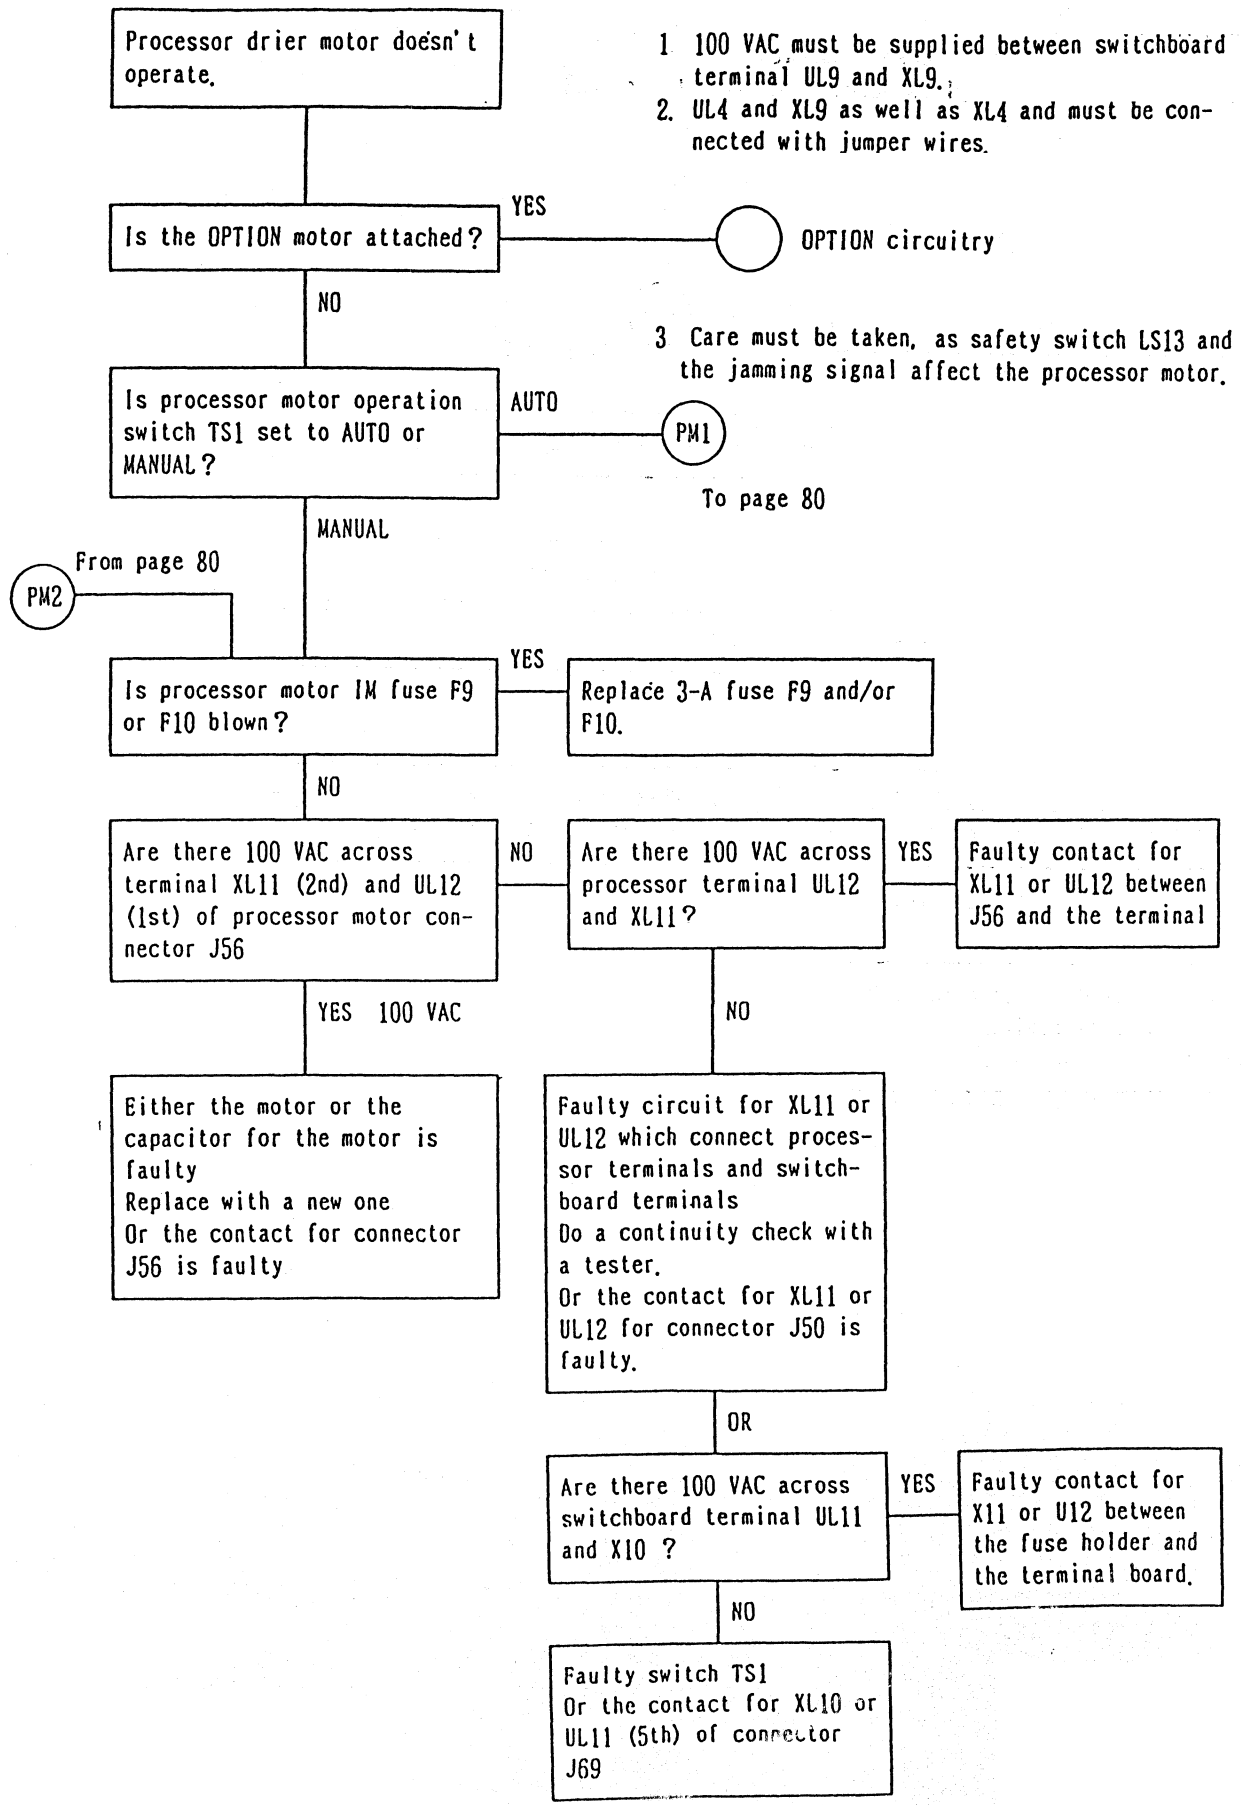 Processor drier motor doesn't
operate.
1 100 VAC must be supplied between switchboard
terminal UL9 and XL9.
2. UL4 and XL9 as well as XL4 and must be con-
nected with jumper wires.
Is the OPTION motor attached?
YES
OPTION circuitry
NO
3 Care must be taken, as safety switch LS13 and
the jamming signal affect the processor motor.
Is processor motor operation
switch TS1 set to AUTO or
MANUAL?
AUTO
PM1
To page 80
MANUAL
From page 80
PM2
Is processor motor IM fuse F9
or F10 blown?
YES
Replace 3-A fuse F9 and/or
F10.
NO
Are there 100 VAC across
terminal XL11 (2nd) and UL12
(1st) of processor motor con-
nector J56
NO
Are there 100 VAC across
processor terminal UL12
and XL11?
YES
Faulty contact for
XL11 or UL12 between
J56 and the terminal
YES 100 VAC
NO
Either the motor or the
capacitor for the motor is
faulty
Replace with a new one
Or the contact for connector
J56 is faulty
Faulty circuit for XL11 or
UL12 which connect proces-
sor terminals and switch-
board terminals
Do a continuity check with
a tester.
Or the contact for XL11 or
UL12 for connector J50 is
faulty.
OR
Are there 100 VAC across
switchboard terminal UL11
and X10 ?
YES
Faulty contact for
X11 or U12 between
the fuse holder and
the terminal board.
NO
Faulty switch TS1
Or the contact for XL10 or
UL11 (5th) of connector
J69